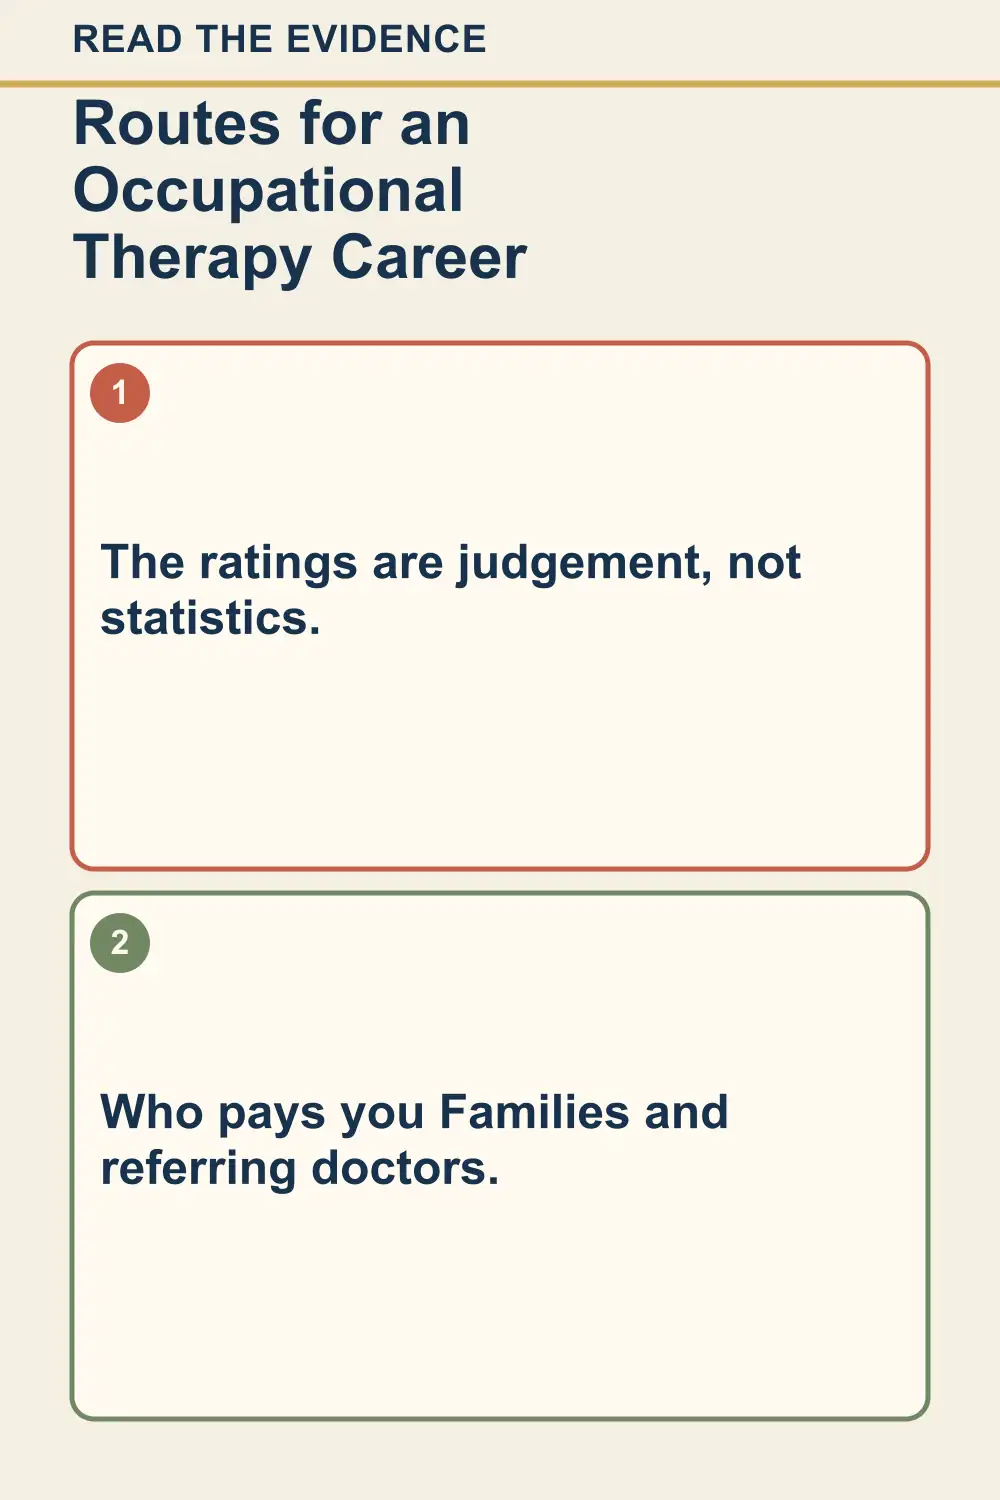 READ THE EVIDENCE
Routes for an
Occupational
Therapy Career
1
The ratings are judgement, not
statistics.
2
Who pays you Families and
referring doctors.